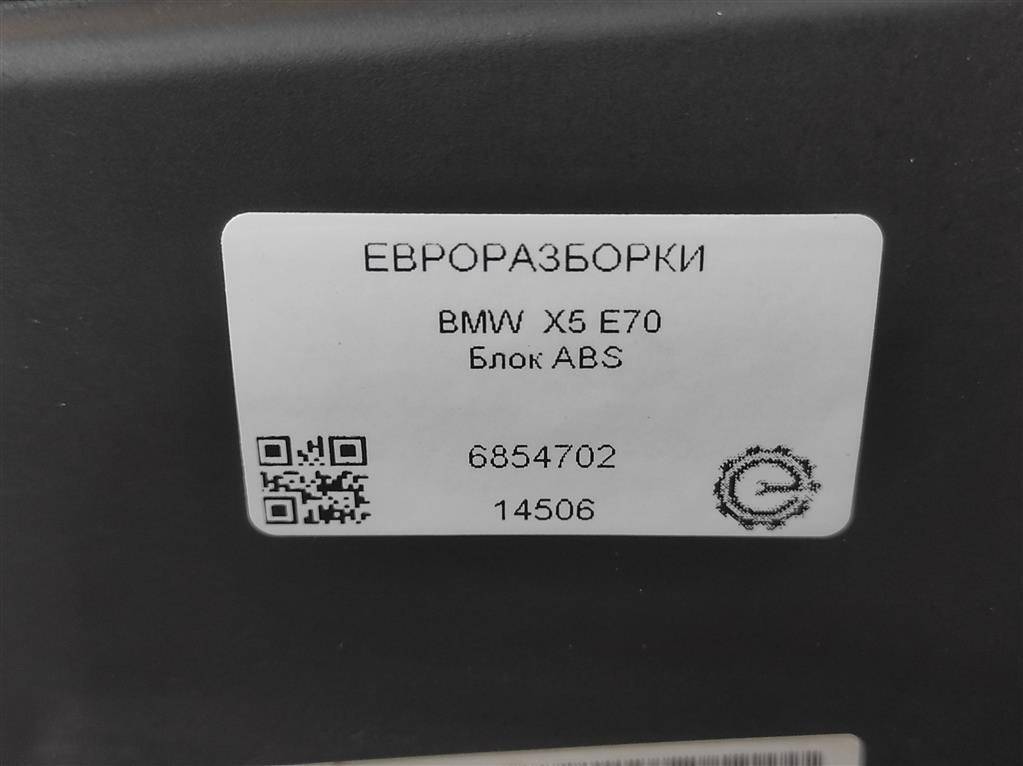 ЕВРОРАЗБОРКИ
BMW X5 E70
Блок ABS
6854702
14506